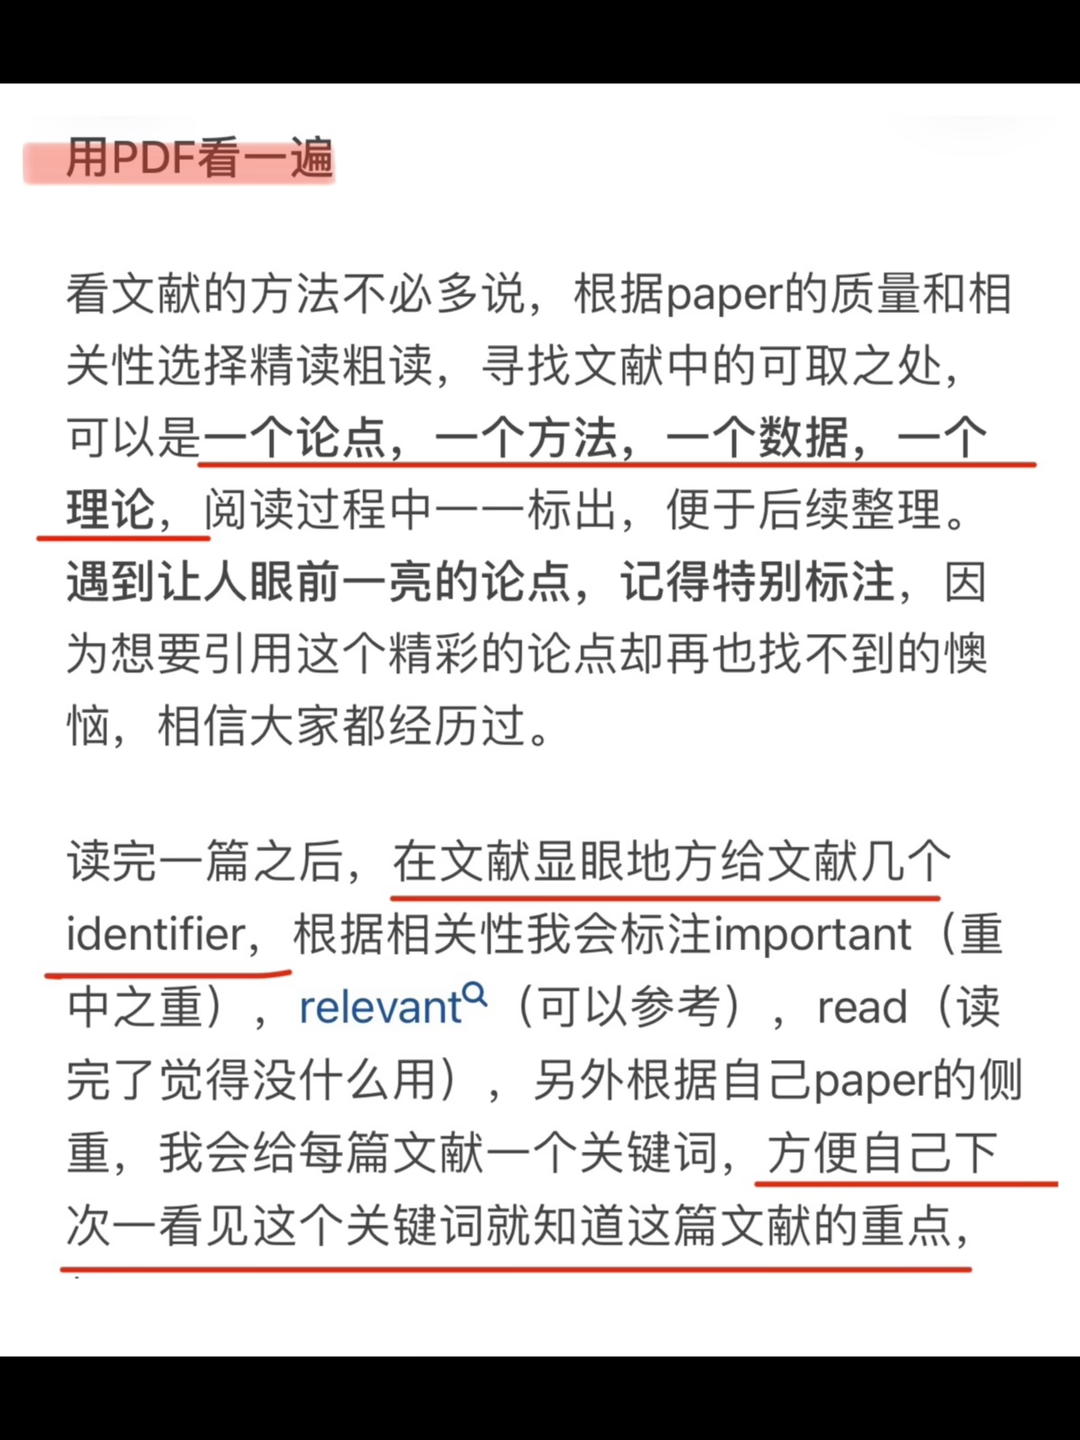 用PDF看一遍
看文献的方法不必多说，根据paper的质量和相
关性选择精读粗读，寻找文献中的可取之处，
可以是一个论点，一个方法，一个数据，一个
理论，阅读过程中一一标出，便于后续整理。
遇到让人眼前一亮的论点，记得特别标注，因
为想要引用这个精彩的论点却再也找不到的懊
恼，相信大家都经历过。
读完一篇之后，在文献显眼地方给文献几个
identifier，根据相关性我会标注important（重
中之重），relevant（可以参考），read（读
完了觉得没什么用），另外根据自己paper的侧
重，我会给每篇文献一个关键词，方便自己下
次一看见这个关键词就知道这篇文献的重点，